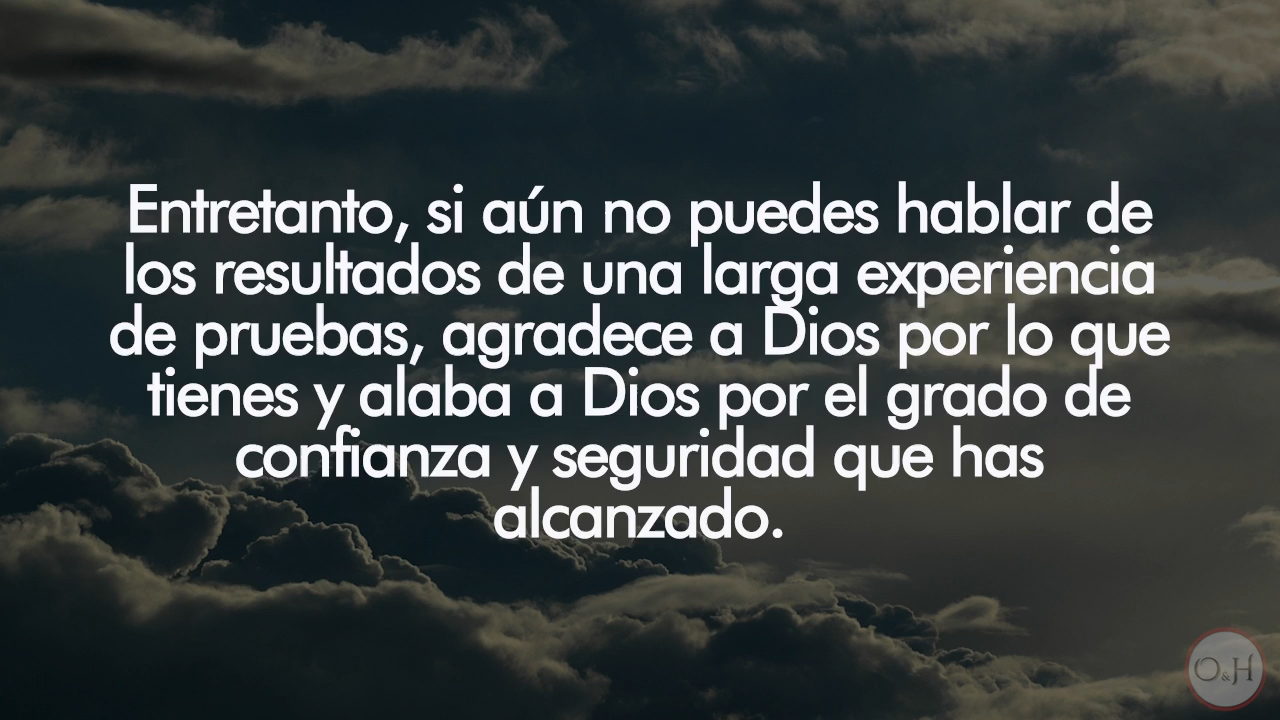 Entretanto, si aún no puedes hablar de
los resultados de una larga experiencia
de pruebas, agradece a Dios por lo que
tienes y alaba a Dios por el grado de
confianza y seguridad que has
alcanzado.
O&H